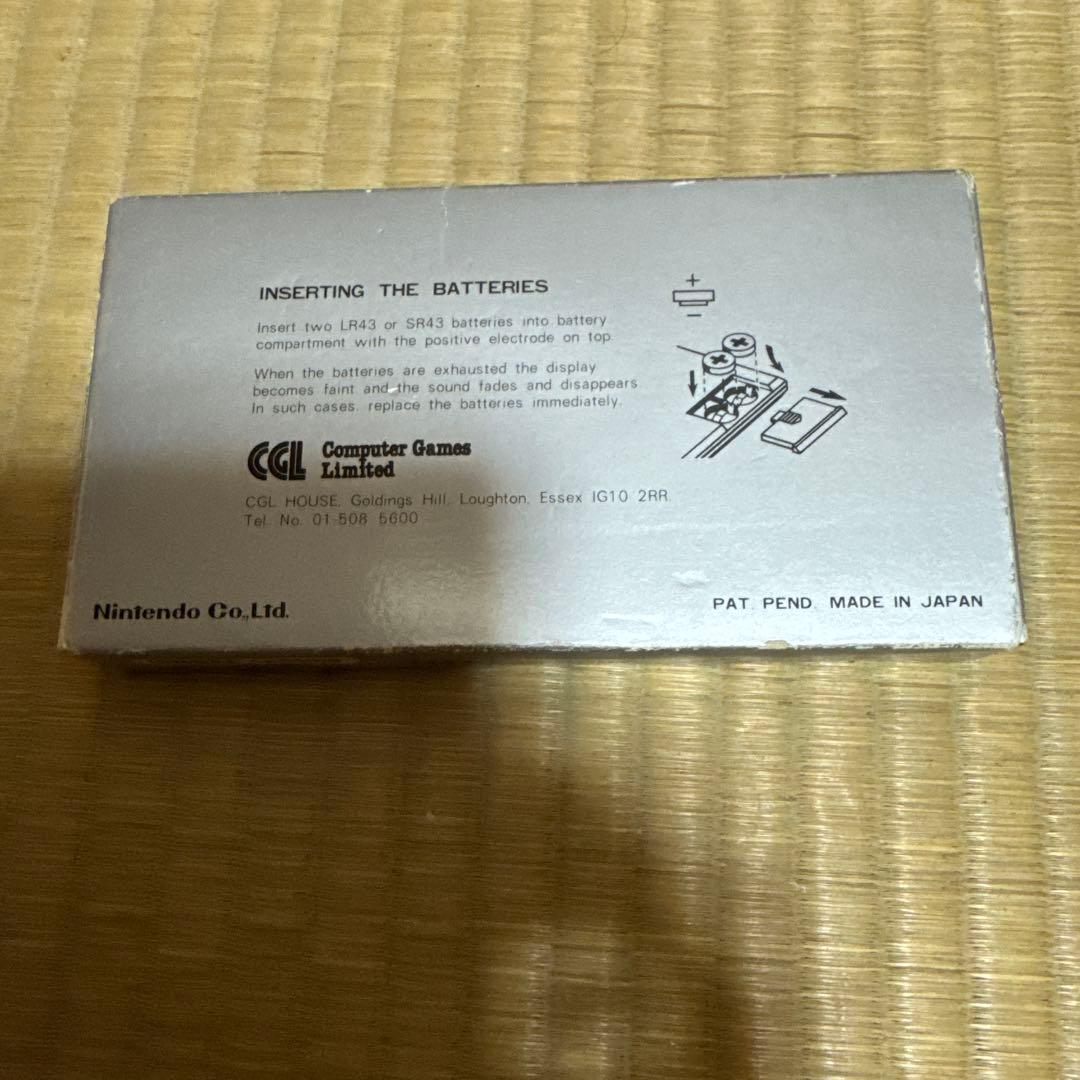 INSERTING THE BATTERIES
+
Insert two LR43 or SR43 batteries into battery
compartment with the positive electrode on top.
−
When the batteries are exhausted the display
becomes faint and the sound fades and disappears.
In such cases, replace the batteries immediately.
CGL Computer Games
Limited
CGL HOUSE, Goldings Hill, Loughton, Essex IG10 2RR.
Tel. No. 01-508 5600
Nintendo Co.,Ltd.
PAT. PEND. MADE IN JAPAN